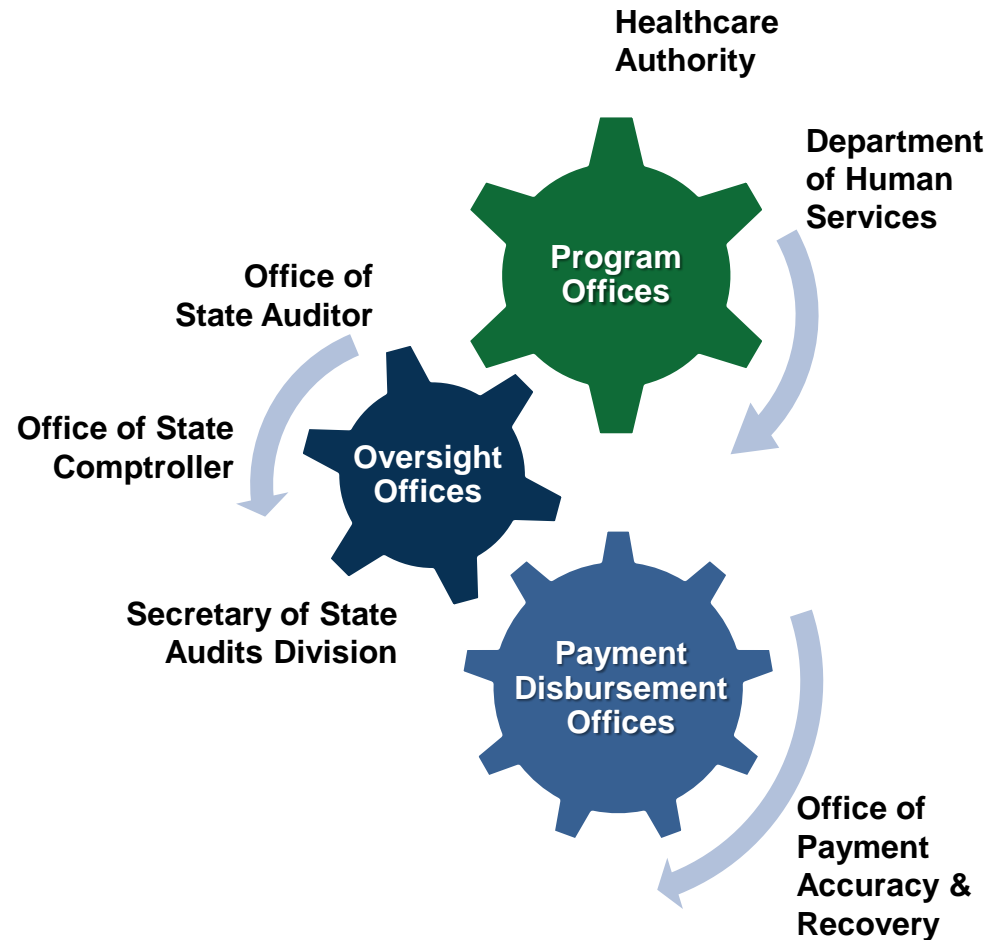 Healthcare
Authority
Department
of Human
Services
Program
Offices
Office of
State Auditor
Office of State
Comptroller
Oversight
Offices
Secretary of State
Audits Division
Payment
Disbursement
Offices
Office of
Payment
Accuracy &
Recovery